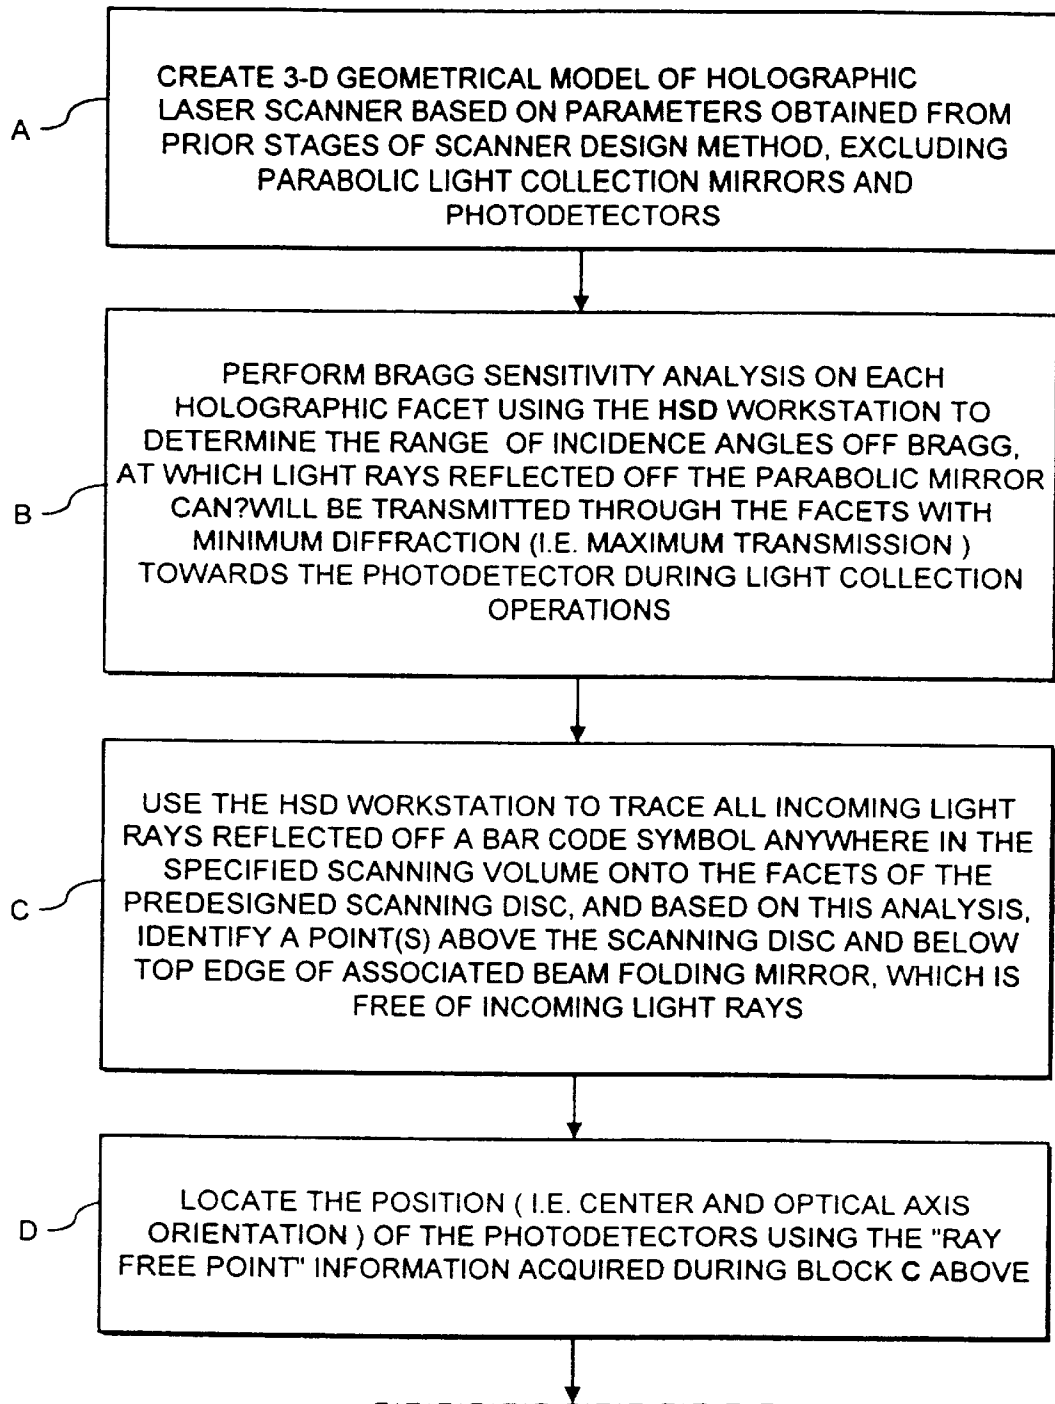 CREATE 3-D GEOMETRICAL MODEL OF HOLOGRAPHIC
LASER SCANNER BASED ON PARAMETERS OBTAINED FROM
PRIOR STAGES OF SCANNER DESIGN METHOD, EXCLUDING
PARABOLIC LIGHT COLLECTION MIRRORS AND
PHOTODETECTORS
A
PERFORM BRAGG SENSITIVITY ANALYSIS ON EACH
HOLOGRAPHIC FACET USING THE HSD WORKSTATION TO
DETERMINE THE RANGE OF INCIDENCE ANGLES OFF BRAGG,
AT WHICH LIGHT RAYS REFLECTED OFF THE PARABOLIC MIRROR
CAN?WILL BE TRANSMITTED THROUGH THE FACETS WITH
MINIMUM DIFFRACTION (I.E. MAXIMUM TRANSMISSION )
TOWARDS THE PHOTODETECTOR DURING LIGHT COLLECTION
OPERATIONS
B
USE THE HSD WORKSTATION TO TRACE ALL INCOMING LIGHT
RAYS REFLECTED OFF A BAR CODE SYMBOL ANYWHERE IN THE
SPECIFIED SCANNING VOLUME ONTO THE FACETS OF THE
PREDESIGNED SCANNING DISC, AND BASED ON THIS ANALYSIS,
IDENTIFY A POINT(S) ABOVE THE SCANNING DISC AND BELOW
TOP EDGE OF ASSOCIATED BEAM FOLDING MIRROR, WHICH IS
FREE OF INCOMING LIGHT RAYS
C
LOCATE THE POSITION ( I.E. CENTER AND OPTICAL AXIS
ORIENTATION ) OF THE PHOTODETECTORS USING THE "RAY
FREE POINT" INFORMATION ACQUIRED DURING BLOCK C ABOVE
D